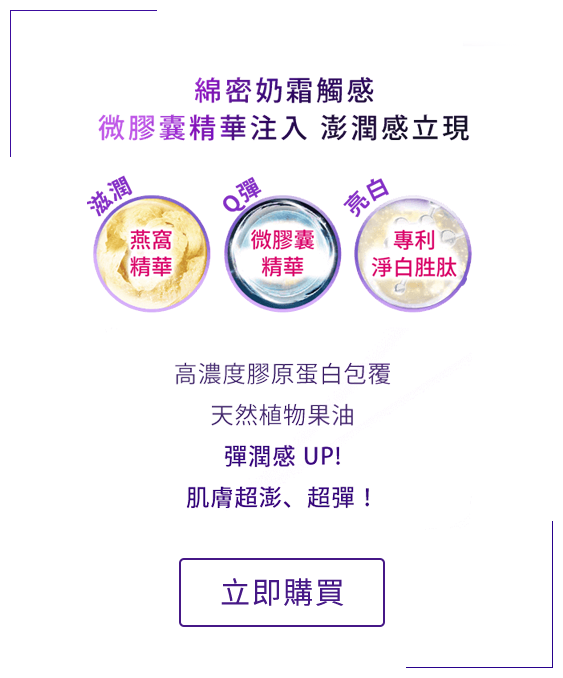 綿密奶霜觸感
微膠囊精華注入 澎潤感立現
滋潤
Q彈
亮白
燕窩
精華
微膠囊
精華
專利
淨白胜肽
高濃度膠原蛋白包覆
天然植物果油
彈潤感 UP!
肌膚超澎、超彈！
立即購買